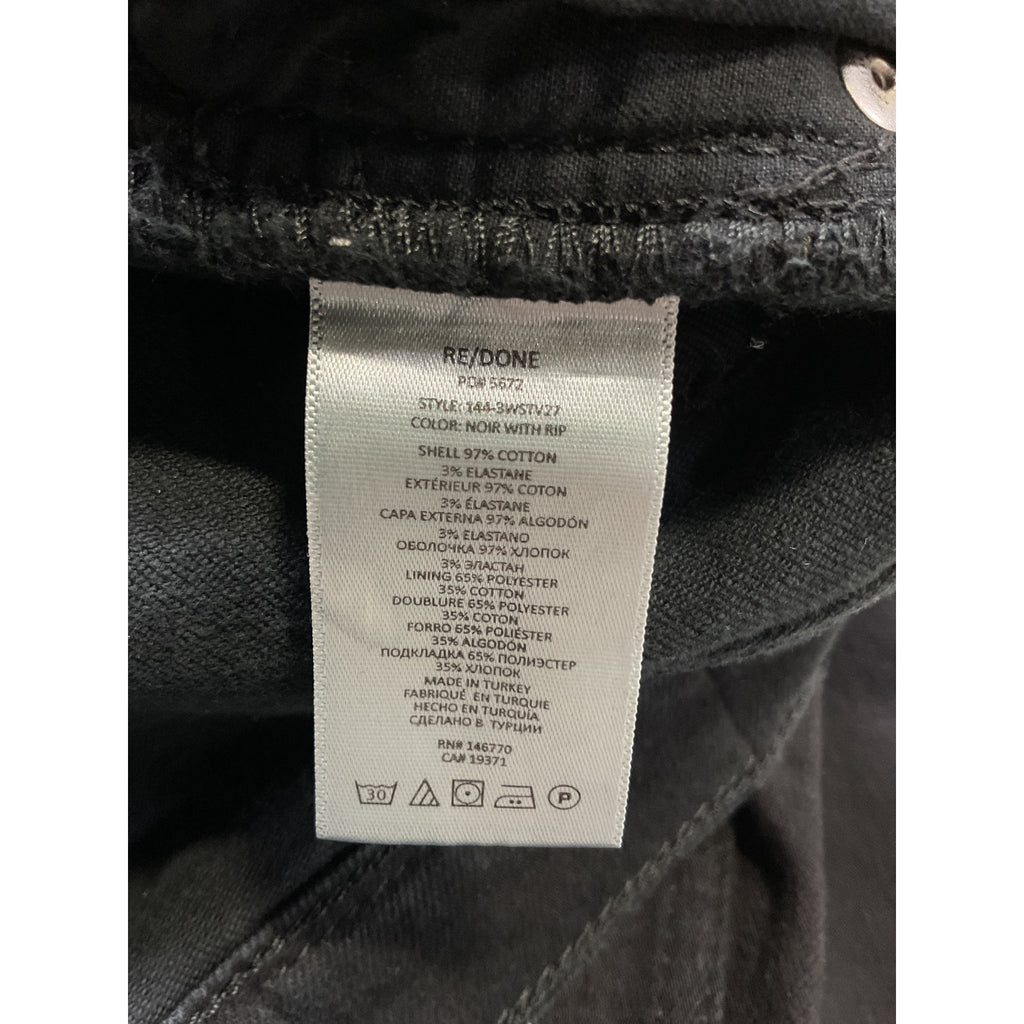 RE/DONE
PO# 5672
STYLE: 144-3WSTV27
COLOR: NOIR WITH RIP
SHELL 97% COTTON
3% ELASTANE
EXTÉRIEUR 97% COTON
3% ÉLASTANE
CAPA EXTERNA 97% ALGODÓN
3% ELASTANO
ОБОЛОЧКА 97% ХЛОПОК
3% ЭЛАСТАН
LINING 65% POLYESTER
35% COTTON
DOUBLURE 65% POLYESTER
35% COTON
FORRO 65% POLIÉSTER
35% ALGODÓN
ПОДКЛАДКА 65% ПОЛИЭСТЕР
35% ХЛОПОК
MADE IN TURKEY
FABRIQUÉ EN TURQUIE
HECHO EN TURQUÍA
СДЕЛАНО В ТУРЦИИ
RN# 146770
CA# 19371
30 P